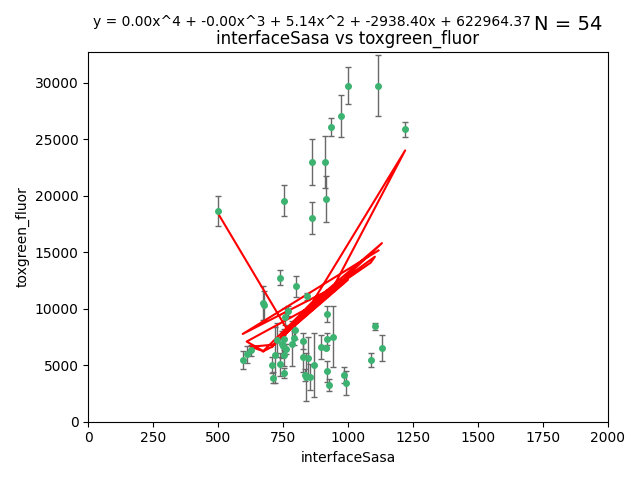 y = 0.00x^4 + -0.00x^3 + 5.14x^2 + -2938.40x + 622964.37 N = 54
interfaceSasa vs toxgreen_fluor
30000
25000
20000
15000
10000
5000
0
toxgreen_fluor
0 250 500 750 1000 1250 1500 1750 2000
interfaceSasa